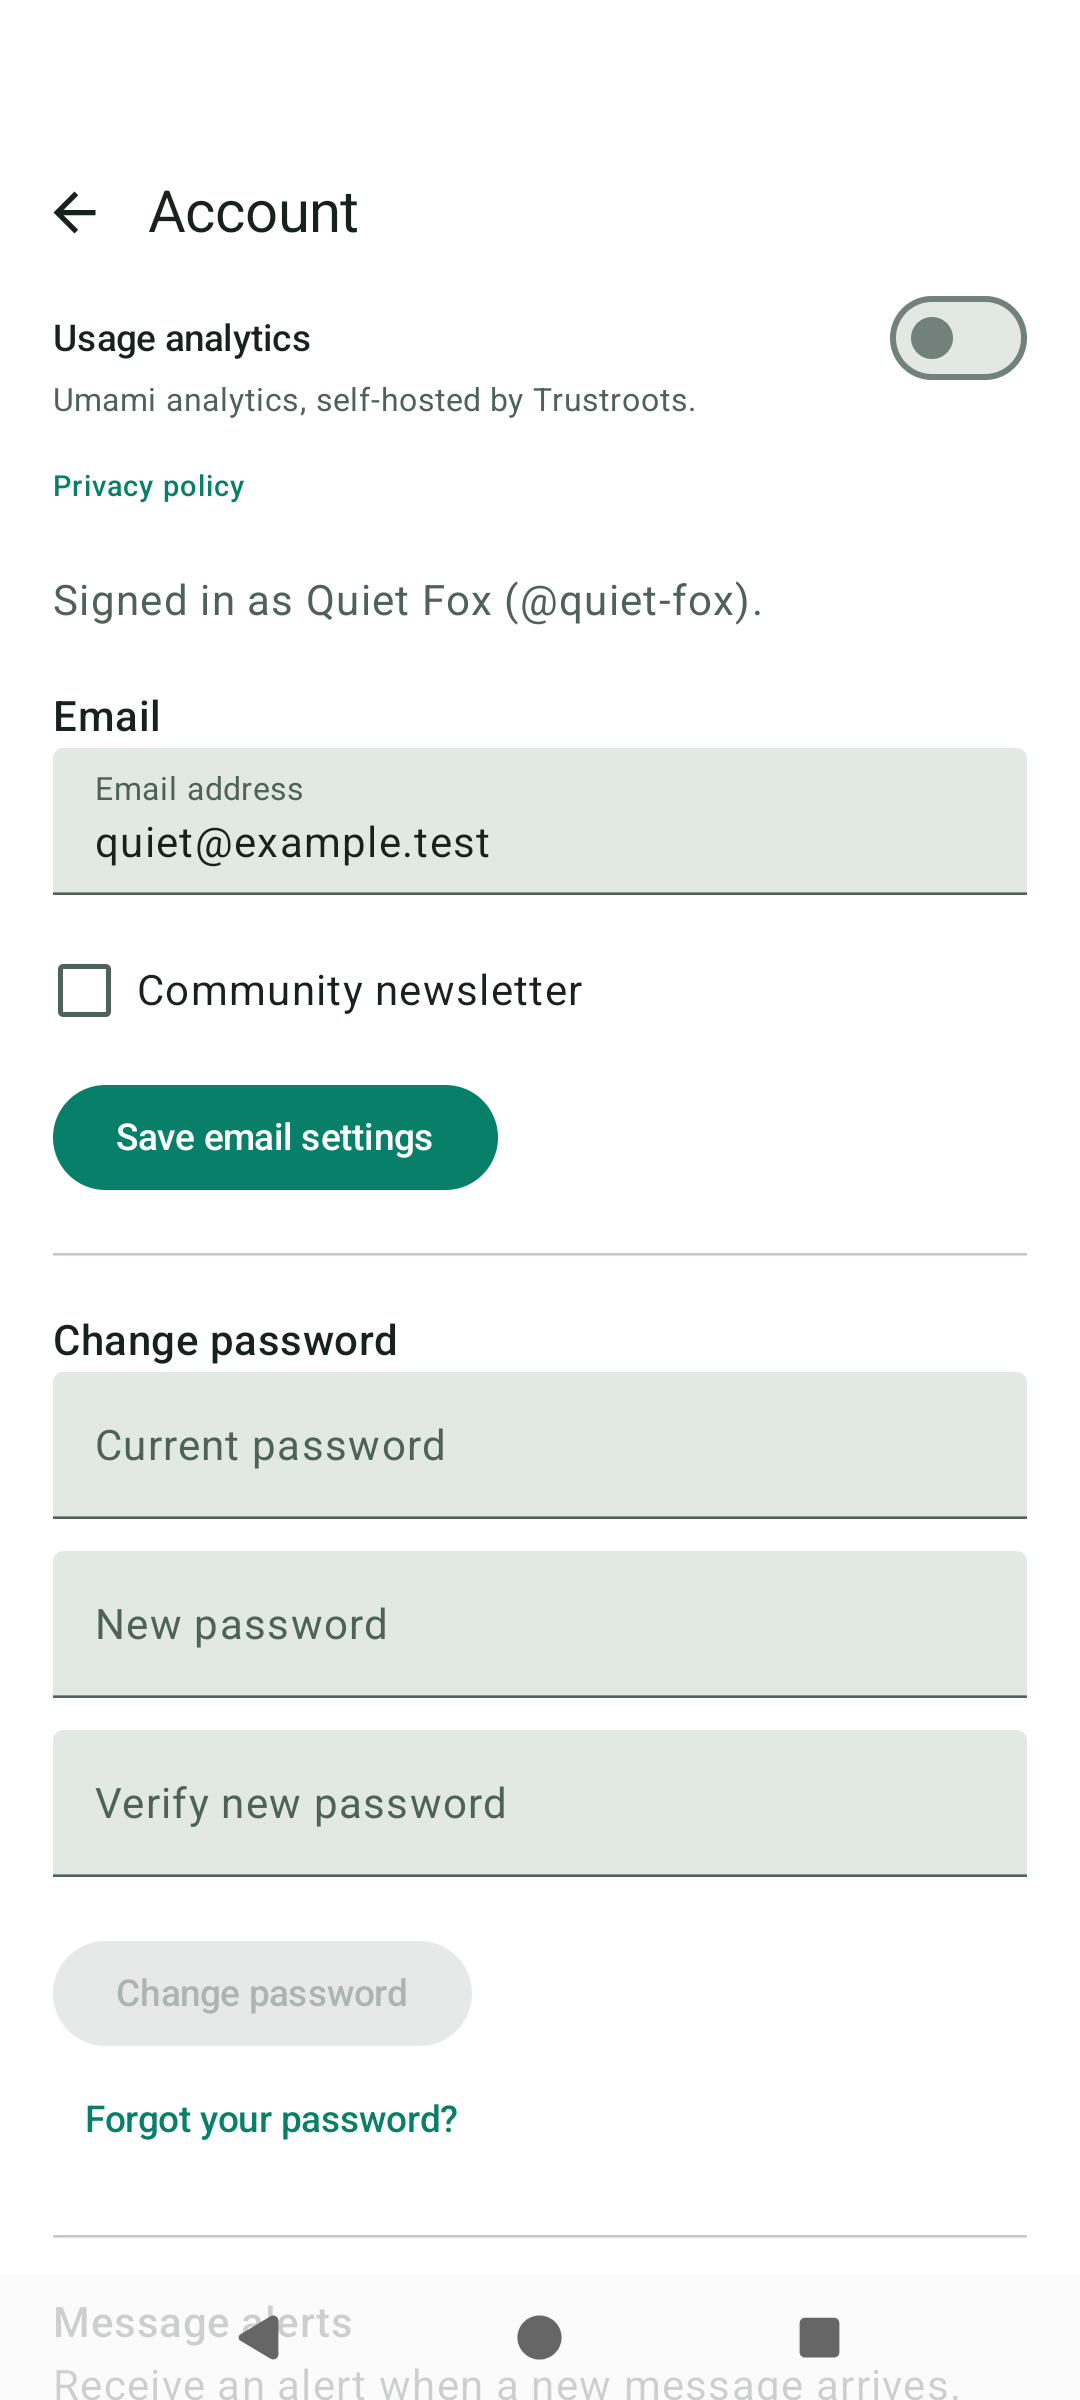 Account
Usage analytics
Umami analytics, self-hosted by Trustroots.
Privacy policy
Signed in as Quiet Fox (@quiet-fox).
Email
Email address
quiet@example.test
Community newsletter
Save email settings
Change password
Current password
New password
Verify new password
Change password
Forgot your password?
Message alerts
Receive an alert when a new message arrives.